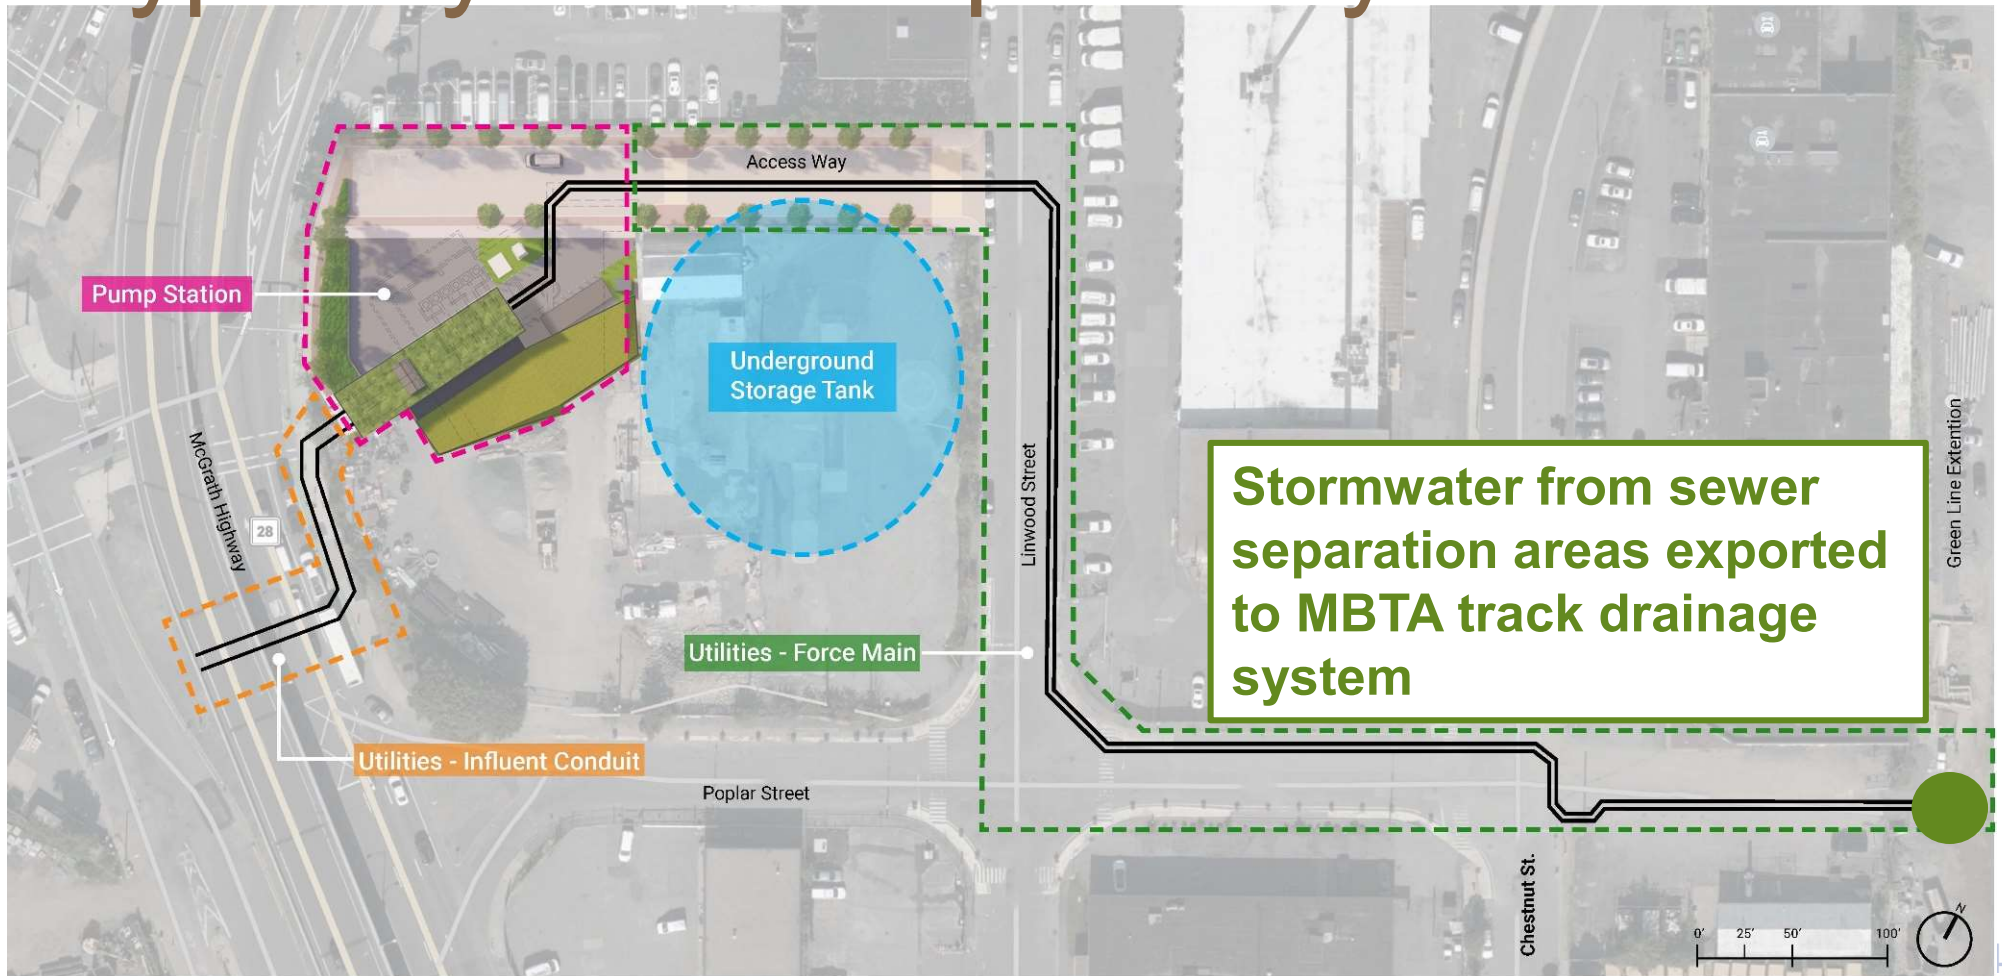 Access Way
Pump Station
Underground
Storage Tank
McGrath Highway
28
Linwood Street
Green Line Extention
Stormwater from sewer
separation areas exported
to MBTA track drainage
system
Utilities - Force Main
Utilities - Influent Conduit
Poplar Street
Chestnut St.
N
0' 25' 50' 100'